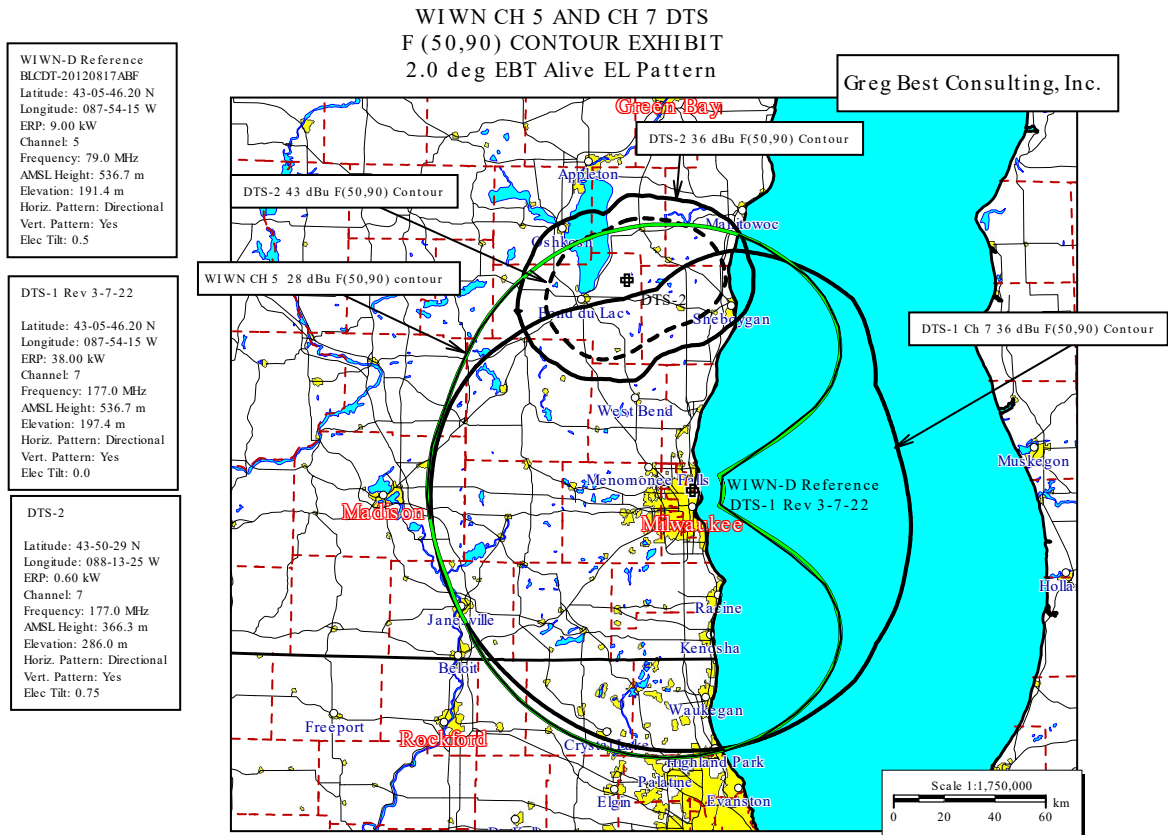 WIWN CH 5 AND CH 7 DTS
F (50,90) CONTOUR EXHIBIT
2.0 deg EBT Alive EL Pattern
Greg Best Consulting, Inc.
WIWN-D Reference
BLCDT-20120817ABF
Latitude: 43-05-46.20 N
Longitude: 087-54-15 W
ERP: 9.00 kW
Channel: 5
Frequency: 79.0 MHz
AMSL Height: 536.7 m
Elevation: 191.4 m
Horiz. Pattern: Directional
Vert. Pattern: Yes
Elec Tilt: 0.5
DTS-1 Rev 3-7-22
Latitude: 43-05-46.20 N
Longitude: 087-54-15 W
ERP: 38.00 kW
Channel: 7
Frequency: 177.0 MHz
AMSL Height: 536.7 m
Elevation: 197.4 m
Horiz. Pattern: Directional
Vert. Pattern: Yes
Elec Tilt: 0.0
DTS-2
Latitude: 43-50-29 N
Longitude: 088-13-25 W
ERP: 0.60 kW
Channel: 7
Frequency: 177.0 MHz
AMSL Height: 366.3 m
Elevation: 286.0 m
Horiz. Pattern: Directional
Vert. Pattern: Yes
Elec Tilt: 0.75
Green Bay
DTS-2 36 dBu F(50,90) Contour
Appleton
DTS-2 43 dBu F(50,90) Contour
Manitowoc
Oshkosh
WIWN CH 5 28 dBu F(50,90) contour
DTS-2
Fond du Lac
Sheboygan
DTS-1 Ch 7 36 dBu F(50,90) Contour
West Bend
Muskegon
Menomonee Falls
WIWN-D Reference
DTS-1 Rev 3-7-22
Madison
Milwaukee
Holla
Racine
Janesville
Kenosha
Beloit
Waukegan
Freeport
Rockford
Crystal Lake
Highland Park
Palatine
Elgin
Evanston
Scale 1:1,750,000
0 20 40 60 km